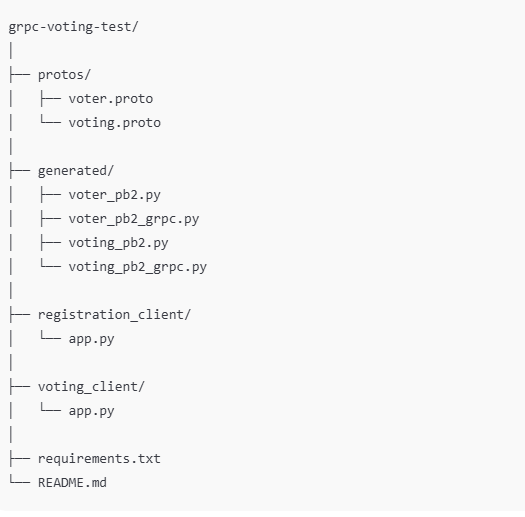 grpc-voting-test/
│
├── protos/
│   ├── voter.proto
│   └── voting.proto
│
├── generated/
│   ├── voter_pb2.py
│   ├── voter_pb2_grpc.py
│   ├── voting_pb2.py
│   └── voting_pb2_grpc.py
│
├── registration_client/
│   └── app.py
│
├── voting_client/
│   └── app.py
│
├── requirements.txt
└── README.md